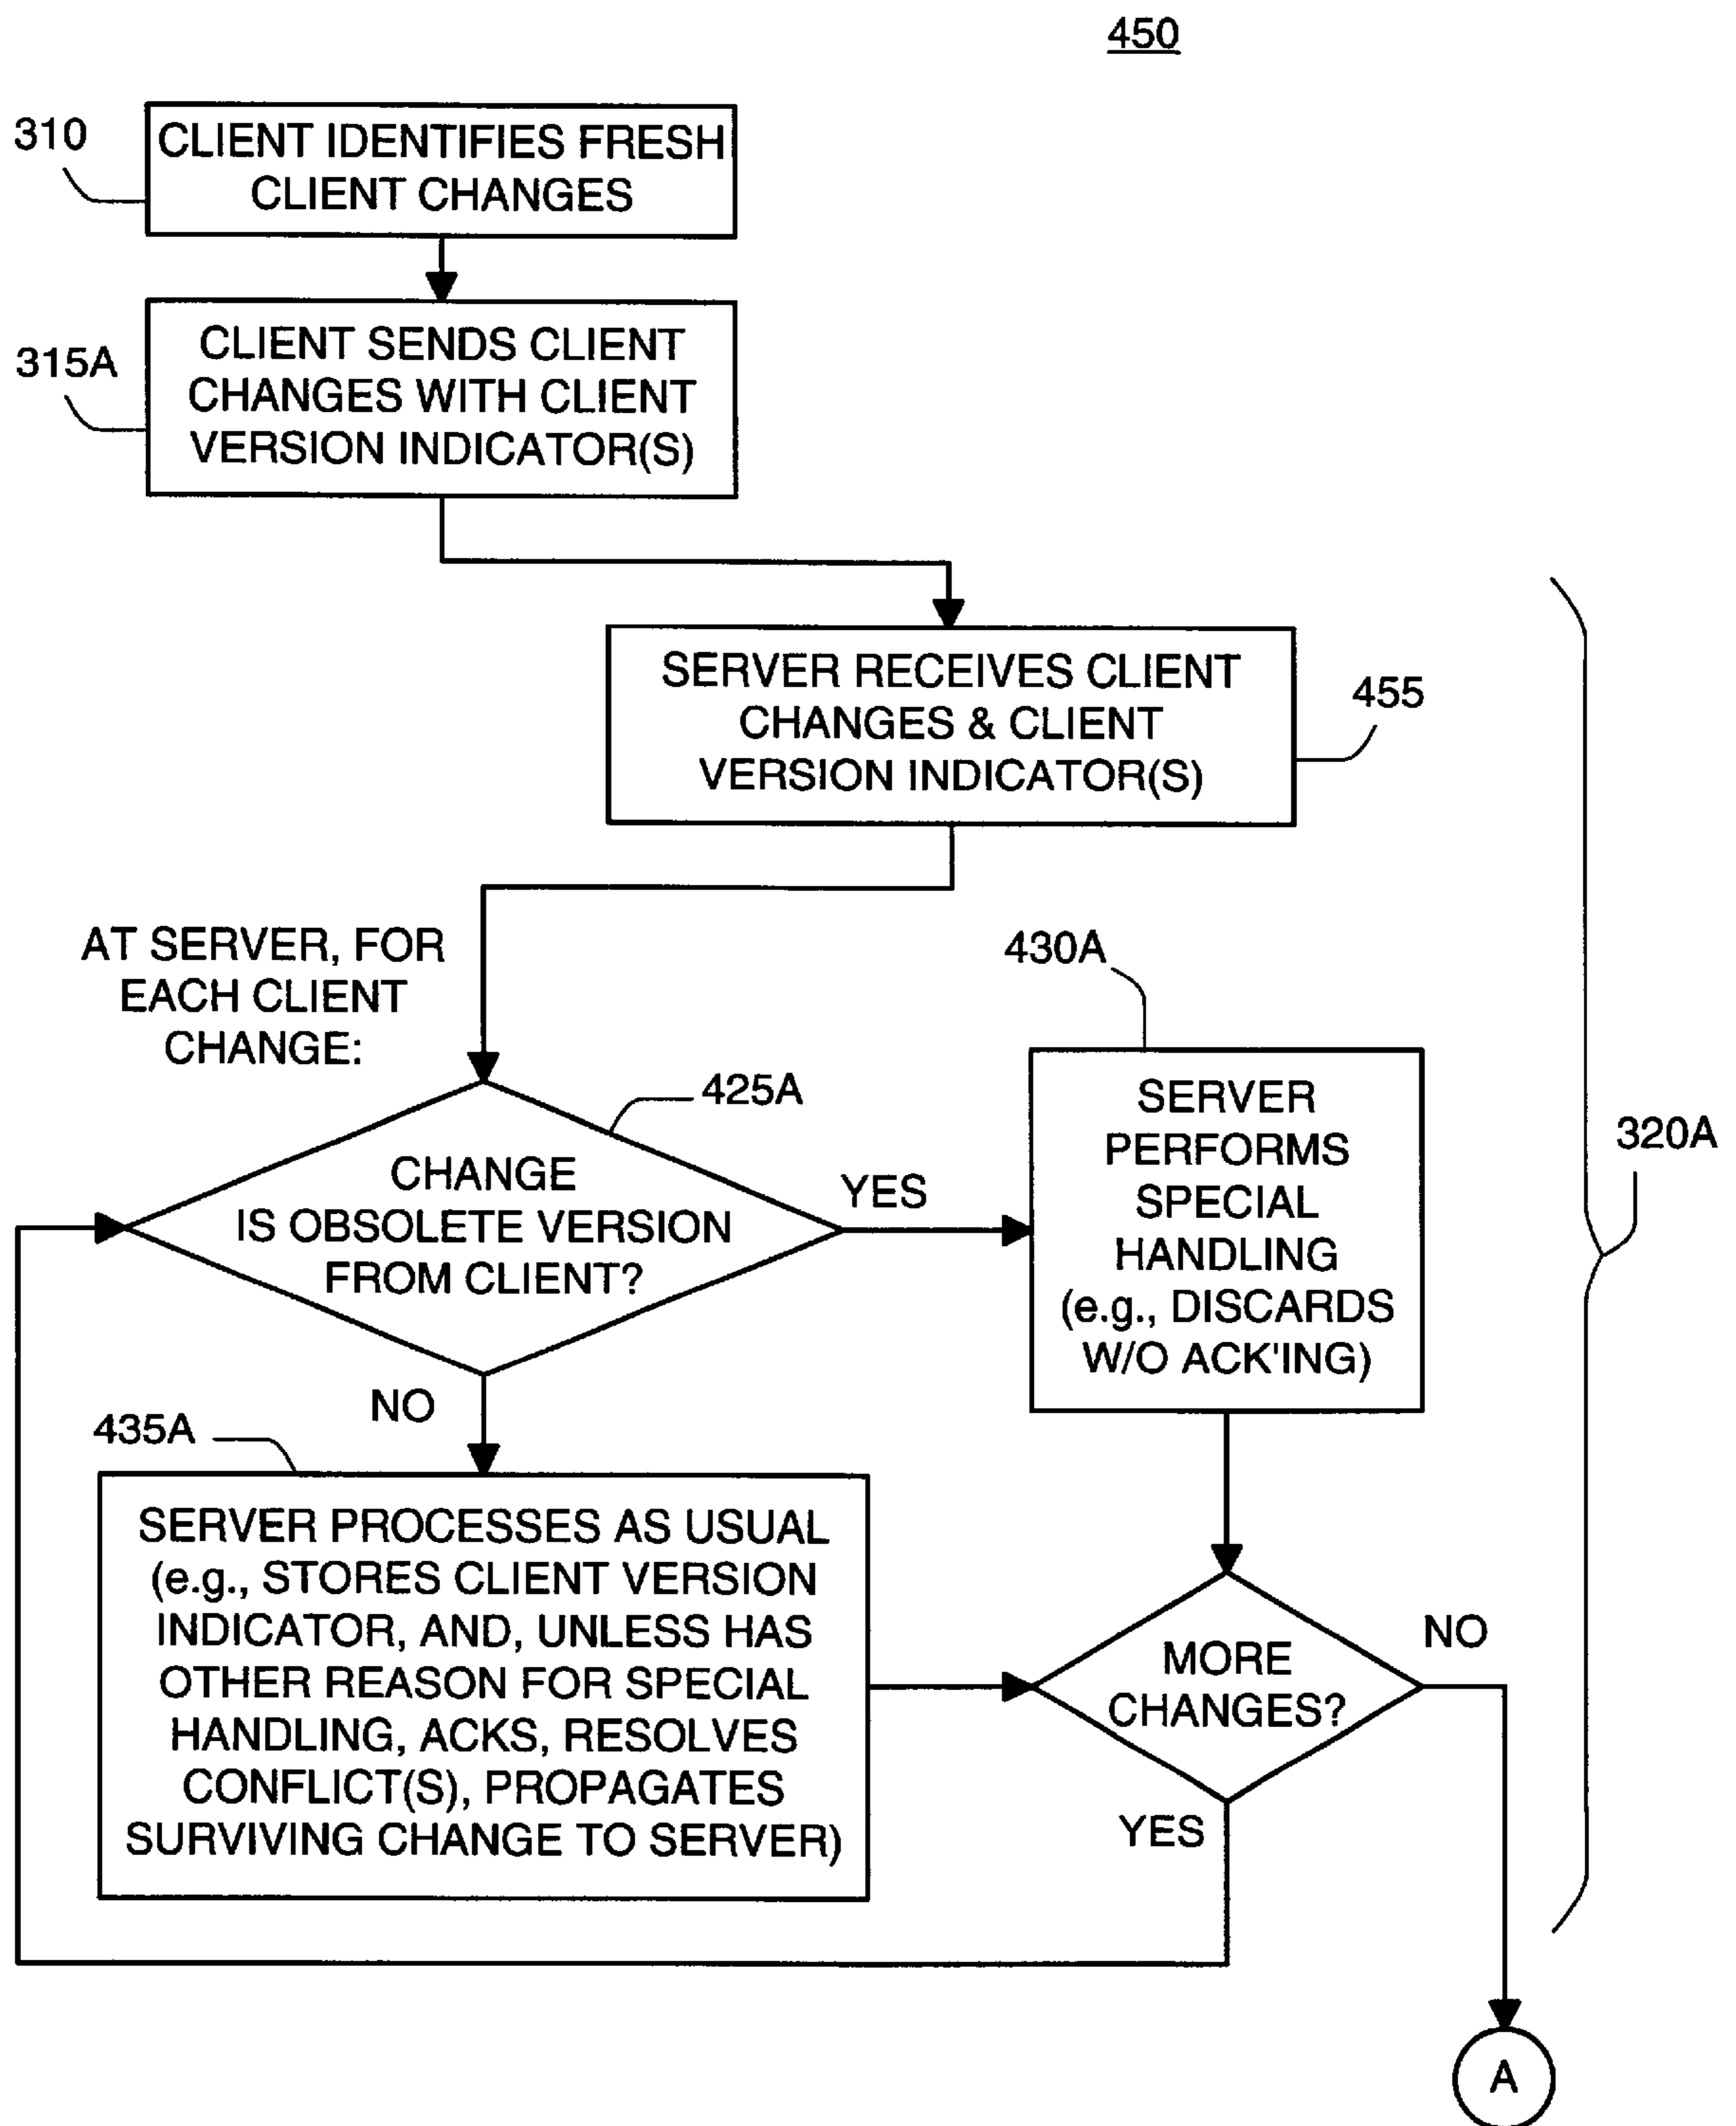 450
310
CLIENT IDENTIFIES FRESH
CLIENT CHANGES
315A
CLIENT SENDS CLIENT
CHANGES WITH CLIENT
VERSION INDICATOR(S)
SERVER RECEIVES CLIENT
CHANGES & CLIENT
VERSION INDICATOR(S)
455
AT SERVER, FOR
EACH CLIENT
CHANGE:
430A
425A
CHANGE
IS OBSOLETE VERSION
FROM CLIENT?
YES
NO
SERVER
PERFORMS
SPECIAL
HANDLING
(e.g., DISCARDS
W/O ACK'ING)
320A
435A
SERVER PROCESSES AS USUAL
(e.g., STORES CLIENT VERSION
INDICATOR, AND, UNLESS HAS
OTHER REASON FOR SPECIAL
HANDLING, ACKS, RESOLVES
CONFLICT(S), PROPAGATES
SURVIVING CHANGE TO SERVER)
MORE
CHANGES?
NO
YES
A